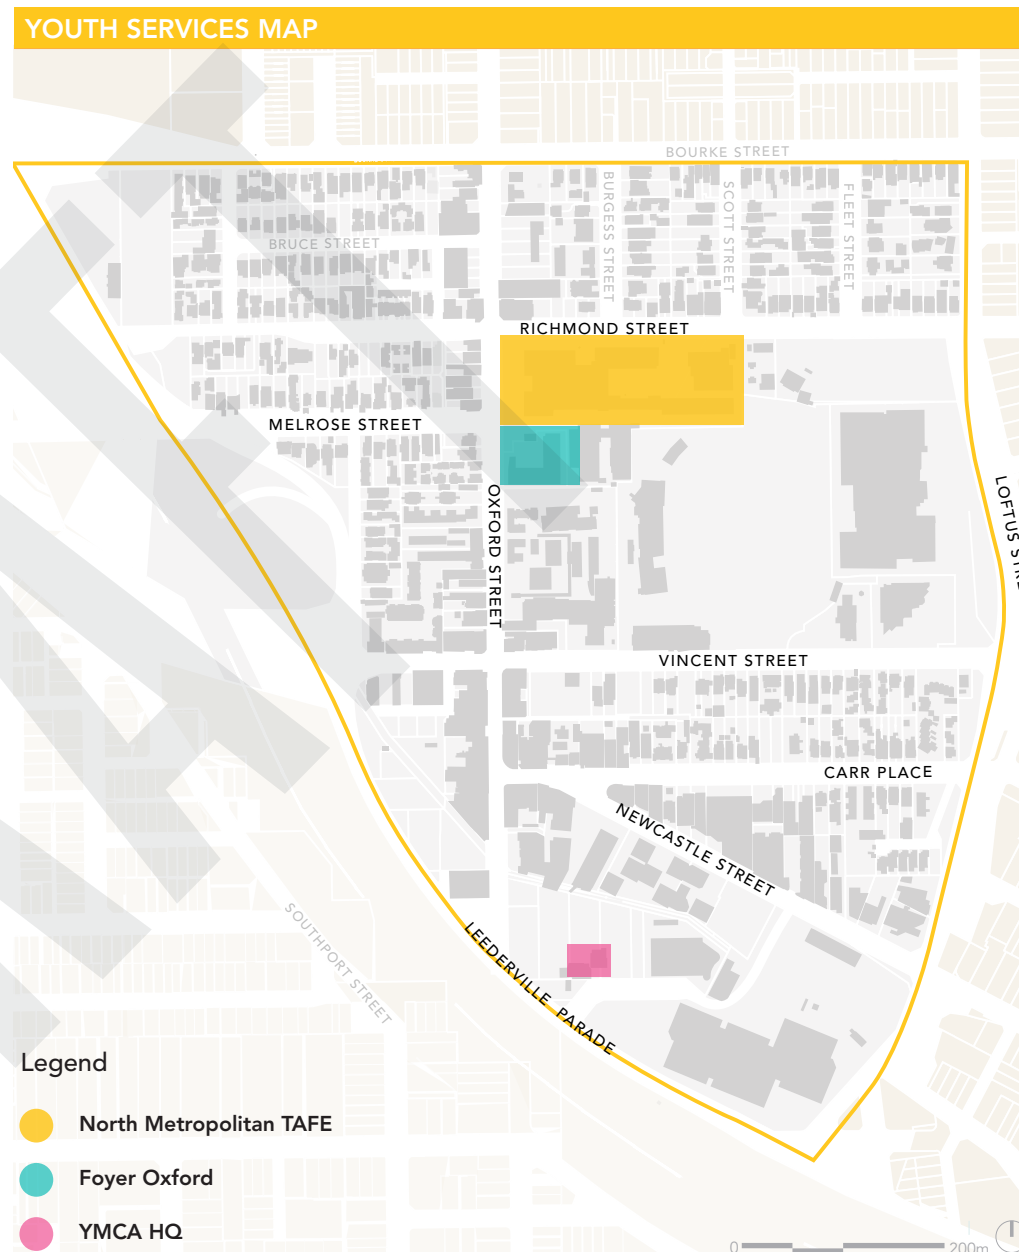 YOUTH SERVICES MAP
BOURKE STREET
BURGESS STREET
SCOTT STREET
FLEET STREET
BRUCE STREET
RICHMOND STREET
MELROSE STREET
OXFORD STREET
LOFTUS STRE
VINCENT STREET
CARR PLACE
NEWCASTLE STREET
SOUTHPORT STREET
LEEDERVILLE PARADE
Legend
North Metropolitan TAFE
Foyer Oxford
YMCA HQ
0 200m